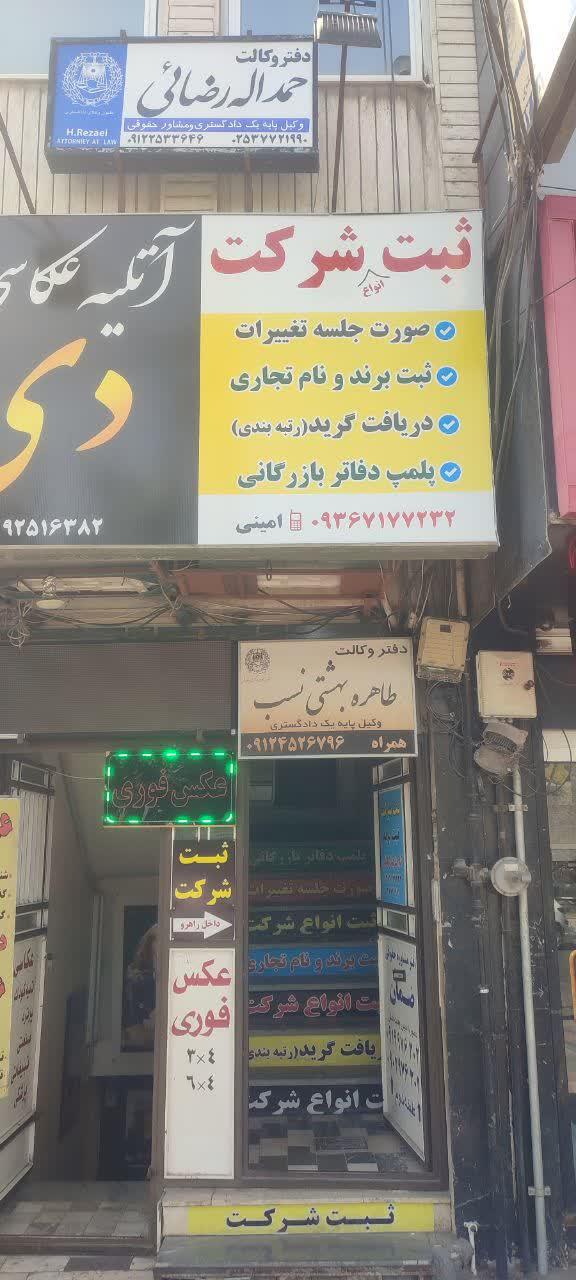 دفتر وکالت
حمداله رضائی
وکیل پایه یک دادگستری و مشاور حقوقی
H.Rezaei
ATTORNIEY AT LAW
۰۹۱۲۲۵۳۳۶۴۶ ۰۲۵۳۷۷۲۱۹۹۰
آتلیه عکاسی
دی
۹۲۵۱۶۳۸۲
ثبت انواع شرکت
صورت جلسه تغییرات
ثبت برند و نام تجاری
دریافت گرید(رتبه بندی)
پلمپ دفاتر بازرگانی
۰۹۳۶۷۱۷۷۲۳۲ امینی
دفتر وکالت
طاهره بهشتی نسب
وکیل پایه یک دادگستری
همراه ۰۹۱۲۴۵۲۶۷۹۶
عکس فوری
ثبت
شرکت
داخل راهرو
عکس
فوری
۳×۴
۶×۴
پلمپ دفاتر بازرگانی
صورت جلسه تغییرات
ثبت انواع شرکت
ثبت برند و نام تجاری
ثبت انواع شرکت
دریافت گرید(رتبه بندی
ثبت انواع شرکت
ثبت شرکت